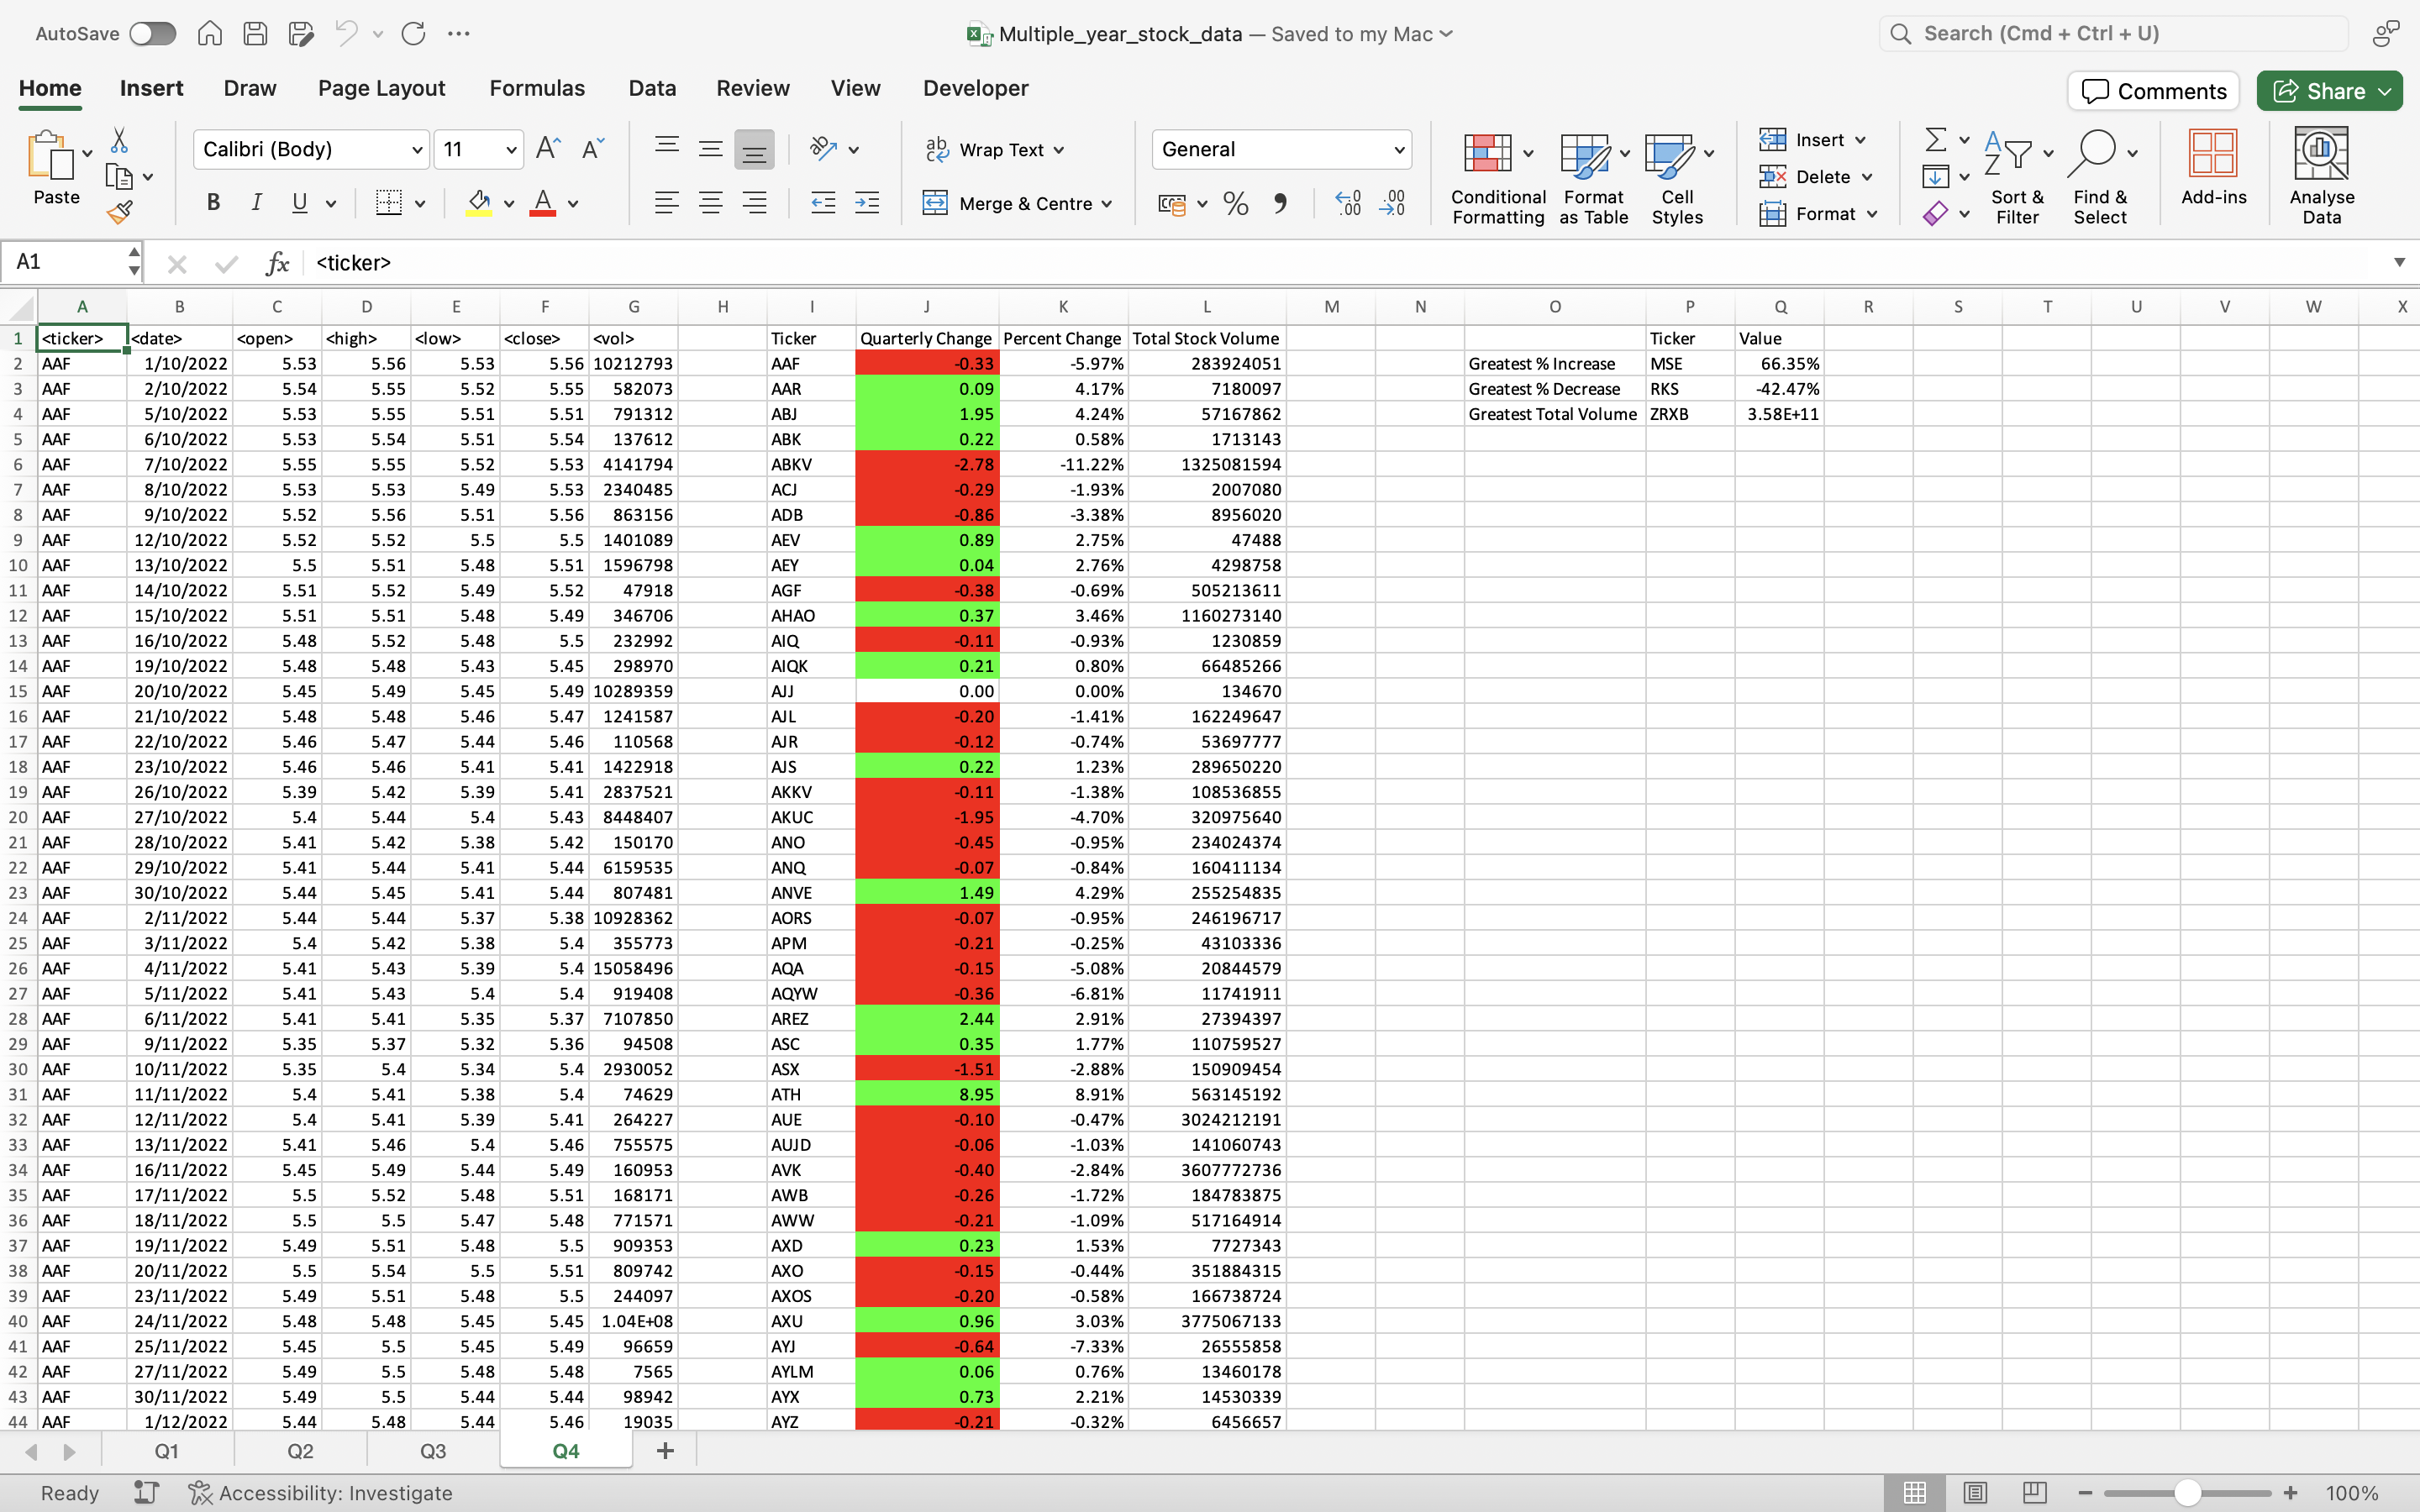 AutoSave
Multiple_year_stock_data — Saved to my Mac
Search (Cmd + Ctrl + U)
Home Insert Draw Page Layout Formulas Data Review View Developer
Comments Share
Paste
Calibri (Body) 11
B I U A
Wrap Text
Merge & Centre
General
Conditional Formatting
Format as Table
Cell Styles
Insert
Delete
Format
Sort & Filter
Find & Select
Add-ins
Analyse Data
A1 fx <ticker>
A B C D E F G H I J K L M N O P Q R S T U V W X
1 <ticker> <date> <open> <high> <low> <close> <vol> Ticker Quarterly Change Percent Change Total Stock Volume Ticker Value
2 AAF 1/10/2022 5.53 5.56 5.53 5.56 10212793 AAF -0.33 -5.97% 283924051 Greatest % Increase MSE 66.35%
3 AAF 2/10/2022 5.54 5.55 5.52 5.55 582073 AAR 0.09 4.17% 7180097 Greatest % Decrease RKS -42.47%
4 AAF 5/10/2022 5.53 5.55 5.51 5.51 791312 ABJ 1.95 4.24% 57167862 Greatest Total Volume ZRXB 3.58E+11
5 AAF 6/10/2022 5.53 5.54 5.51 5.54 137612 ABK 0.22 0.58% 1713143
6 AAF 7/10/2022 5.55 5.55 5.52 5.53 4141794 ABKV -2.78 -11.22% 1325081594
7 AAF 8/10/2022 5.53 5.53 5.49 5.53 2340485 ACJ -0.29 -1.93% 2007080
8 AAF 9/10/2022 5.52 5.56 5.51 5.56 863156 ADB -0.86 -3.38% 8956020
9 AAF 12/10/2022 5.52 5.52 5.5 5.5 1401089 AEV 0.89 2.75% 47488
10 AAF 13/10/2022 5.5 5.51 5.48 5.51 1596798 AEY 0.04 2.76% 4298758
11 AAF 14/10/2022 5.51 5.52 5.49 5.52 47918 AGF -0.38 -0.69% 505213611
12 AAF 15/10/2022 5.51 5.51 5.48 5.49 346706 AHAO 0.37 3.46% 1160273140
13 AAF 16/10/2022 5.48 5.52 5.48 5.5 232992 AIQ -0.11 -0.93% 1230859
14 AAF 19/10/2022 5.48 5.48 5.43 5.45 298970 AIQK 0.21 0.80% 66485266
15 AAF 20/10/2022 5.45 5.49 5.45 5.49 10289359 AJJ 0.00 0.00% 134670
16 AAF 21/10/2022 5.48 5.48 5.46 5.47 1241587 AJL -0.20 -1.41% 162249647
17 AAF 22/10/2022 5.46 5.47 5.44 5.46 110568 AJR -0.12 -0.74% 53697777
18 AAF 23/10/2022 5.46 5.46 5.41 5.41 1422918 AJS 0.22 1.23% 289650220
19 AAF 26/10/2022 5.39 5.42 5.39 5.41 2837521 AKKV -0.11 -1.38% 108536855
20 AAF 27/10/2022 5.4 5.44 5.4 5.43 8448407 AKUC -1.95 -4.70% 320975640
21 AAF 28/10/2022 5.41 5.42 5.38 5.42 150170 ANO -0.45 -0.95% 234024374
22 AAF 29/10/2022 5.41 5.44 5.41 5.44 6159535 ANQ -0.07 -0.84% 160411134
23 AAF 30/10/2022 5.44 5.45 5.41 5.44 807481 ANVE 1.49 4.29% 255254835
24 AAF 2/11/2022 5.44 5.44 5.37 5.38 10928362 AORS -0.07 -0.95% 246196717
25 AAF 3/11/2022 5.4 5.42 5.38 5.4 355773 APM -0.21 -0.25% 43103336
26 AAF 4/11/2022 5.41 5.43 5.39 5.4 15058496 AQA -0.15 -5.08% 20844579
27 AAF 5/11/2022 5.41 5.43 5.4 5.4 919408 AQYW -0.36 -6.81% 11741911
28 AAF 6/11/2022 5.41 5.41 5.35 5.37 7107850 AREZ 2.44 2.91% 27394397
29 AAF 9/11/2022 5.35 5.37 5.32 5.36 94508 ASC 0.35 1.77% 110759527
30 AAF 10/11/2022 5.35 5.4 5.34 5.4 2930052 ASX -1.51 -2.88% 150909454
31 AAF 11/11/2022 5.4 5.41 5.38 5.4 74629 ATH 8.95 8.91% 563145192
32 AAF 12/11/2022 5.4 5.41 5.39 5.41 264227 AUE -0.10 -0.47% 3024212191
33 AAF 13/11/2022 5.41 5.46 5.4 5.46 755575 AUJD -0.06 -1.03% 141060743
34 AAF 16/11/2022 5.45 5.49 5.44 5.49 160953 AVK -0.40 -2.84% 3607772736
35 AAF 17/11/2022 5.5 5.52 5.48 5.51 168171 AWB -0.26 -1.72% 184783875
36 AAF 18/11/2022 5.5 5.5 5.47 5.48 771571 AWW -0.21 -1.09% 517164914
37 AAF 19/11/2022 5.49 5.51 5.48 5.5 909353 AXD 0.23 1.53% 7727343
38 AAF 20/11/2022 5.5 5.54 5.5 5.51 809742 AXO -0.15 -0.44% 351884315
39 AAF 23/11/2022 5.49 5.51 5.48 5.5 244097 AXOS -0.20 -0.58% 166738724
40 AAF 24/11/2022 5.48 5.48 5.45 5.45 1.04E+08 AXU 0.96 3.03% 3775067133
41 AAF 25/11/2022 5.45 5.5 5.45 5.49 96659 AYJ -0.64 -7.33% 26555858
42 AAF 27/11/2022 5.49 5.5 5.48 5.48 7565 AYLM 0.06 0.76% 13460178
43 AAF 30/11/2022 5.49 5.5 5.44 5.44 98942 AYX 0.73 2.21% 14530339
44 AAF 1/12/2022 5.44 5.48 5.44 5.46 19035 AYZ -0.21 -0.32% 6456657
Q1 Q2 Q3 Q4 +
Ready Accessibility: Investigate 100%